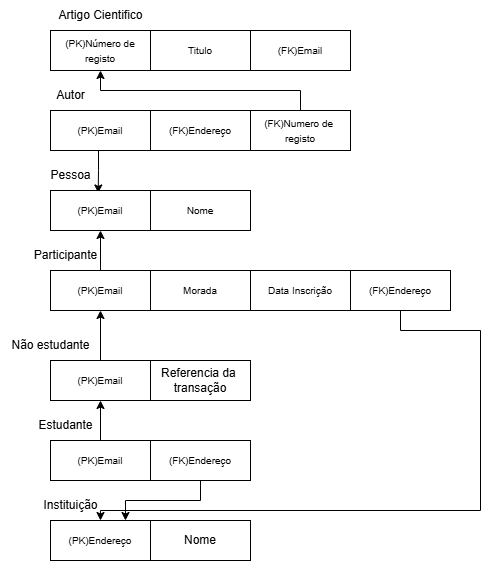 Artigo Cientifico
(PK)Número de
registo
Titulo
(FK)Email
Autor
(PK)Email
(FK)Endereço
(FK)Numero de
registo
Pessoa
(PK)Email
Nome
Participante
(PK)Email
Morada
Data Inscrição
(FK)Endereço
Não estudante
(PK)Email
Referencia da
transação
Estudante
(PK)Email
(FK)Endereço
Instituição
(PK)Endereço
Nome